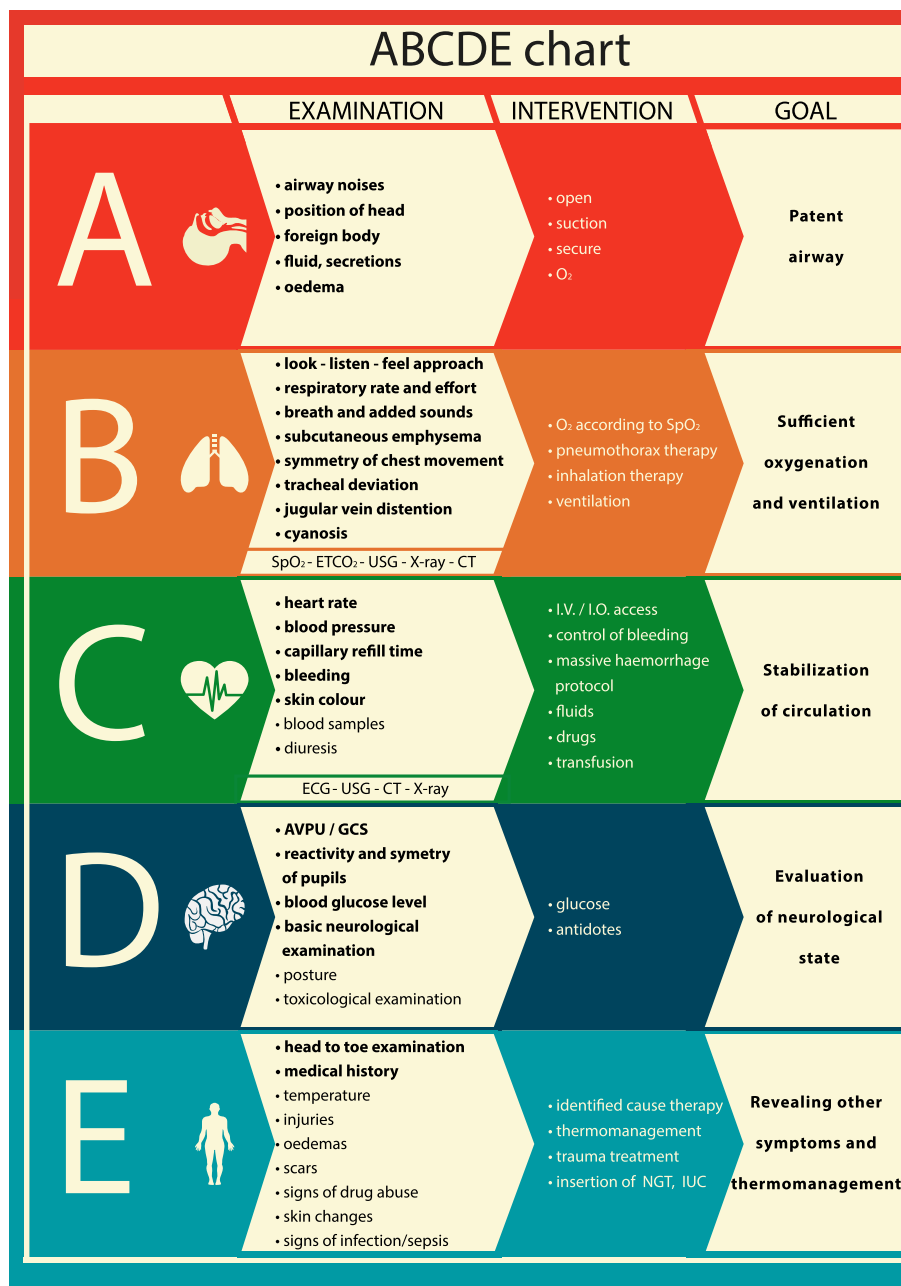 ABCDE chart
EXAMINATION
INTERVENTION
GOAL
A
• airway noises
• position of head
• foreign body
• fluid, secretions
• oedema
• open
• suction
• secure
• O₂
Patent
airway
B
• look - listen - feel approach
• respiratory rate and effort
• breath and added sounds
• subcutaneous emphysema
• symmetry of chest movement
• tracheal deviation
• jugular vein distention
• cyanosis
SpO₂ - ETCO₂ - USG - X-ray - CT
• O₂ according to SpO₂
• pneumothorax therapy
• inhalation therapy
• ventilation
Sufficient
oxygenation
and ventilation
C
• heart rate
• blood pressure
• capillary refill time
• bleeding
• skin colour
• blood samples
• diuresis
ECG - USG - CT - X-ray
• I.V. / I.O. access
• control of bleeding
• massive haemorrhage
protocol
• fluids
• drugs
• transfusion
Stabilization
of circulation
D
• AVPU / GCS
• reactivity and symetry
of pupils
• blood glucose level
• basic neurological
examination
• posture
• toxicological examination
• glucose
• antidotes
Evaluation
of neurological
state
E
• head to toe examination
• medical history
• temperature
• injuries
• oedemas
• scars
• signs of drug abuse
• skin changes
• signs of infection/sepsis
• identified cause therapy
• thermomanagement
• trauma treatment
• insertion of NGT, IUC
Revealing other
symptoms and
thermomanagement